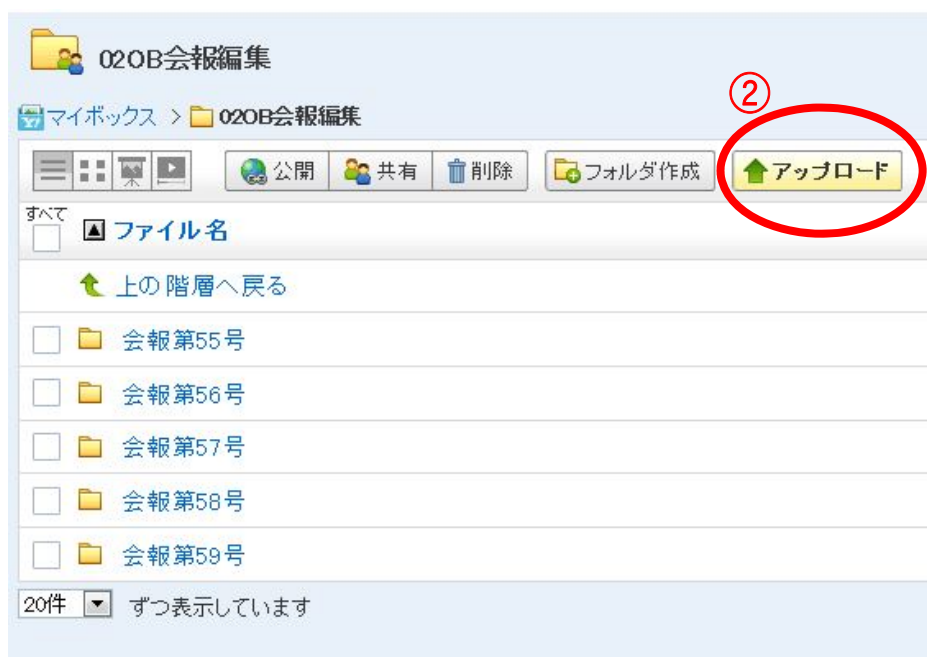 02OB会報編集
マイボックス > 02OB会報編集
②
公開 共有 削除 フォルダ作成 アップロード
すべて
ファイル名
上の階層へ戻る
会報第55号
会報第56号
会報第57号
会報第58号
会報第59号
20件 ずつ表示しています